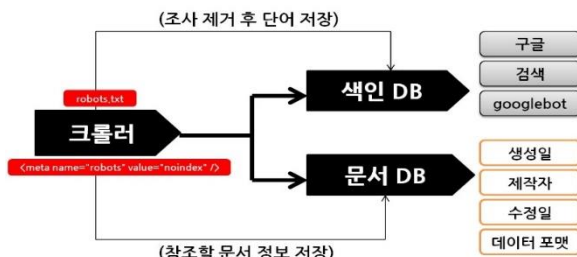 (조사 제거 후 단어 저장)
robots.txt
크롤러
<meta name="robots" value="noindex" />
색인 DB
문서 DB
구글
검색
googlebot
생성일
제작자
수정일
데이터 포맷
(참조할 문서 정보 저장)